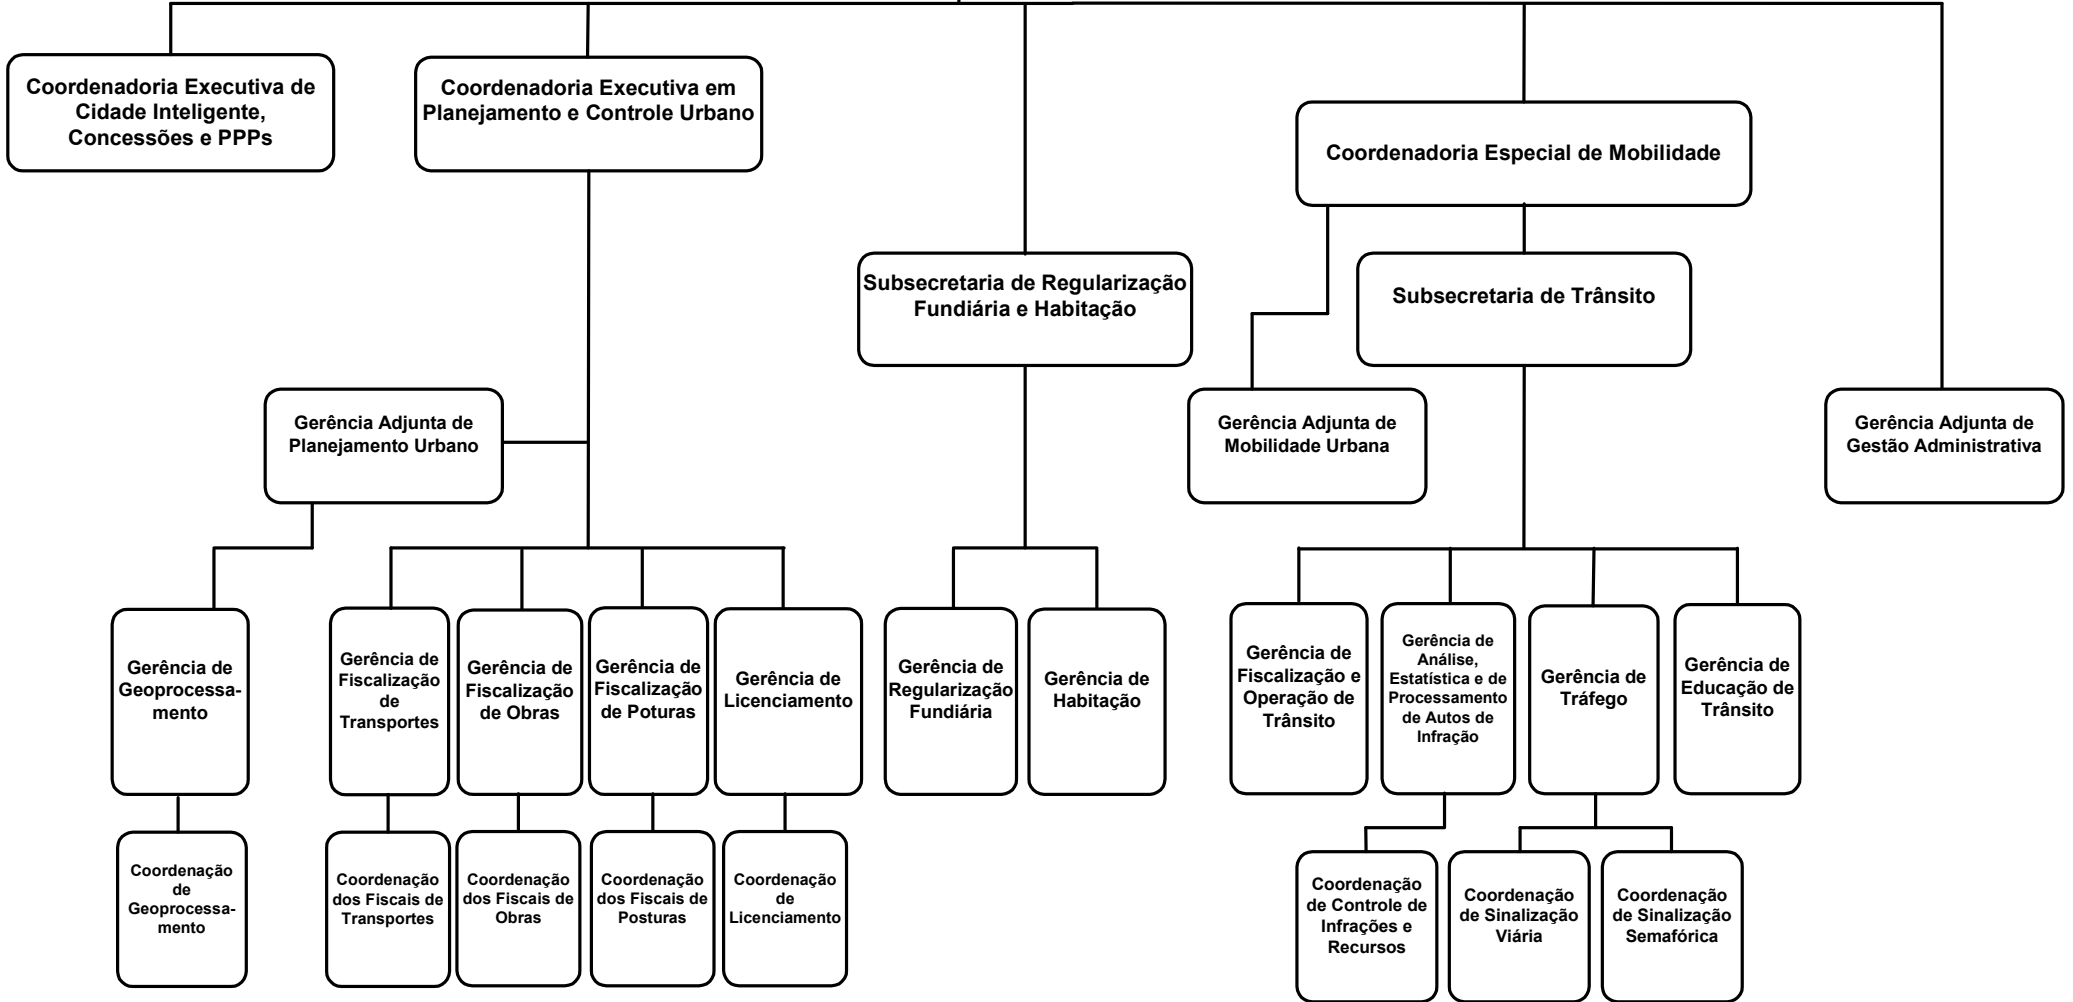 Coordenadoria Executiva de
Cidade Inteligente,
Concessões e PPPs
Coordenadoria Executiva em
Planejamento e Controle Urbano
Coordenadoria Especial de Mobilidade
Subsecretaria de Regularização
Fundiária e Habitação
Subsecretaria de Trânsito
Gerência Adjunta de
Planejamento Urbano
Gerência Adjunta de
Mobilidade Urbana
Gerência Adjunta de
Gestão Administrativa
Gerência de
Geoprocessa-
mento
Gerência de
Fiscalização
de
Transportes
Gerência de
Fiscalização
de Obras
Gerência de
Fiscalização
de Poturas
Gerência de
Licenciamento
Gerência de
Regularização
Fundiária
Gerência de
Habitação
Gerência de
Fiscalização e
Operação de
Trânsito
Gerência de
Análise,
Estatística e de
Processamento
de Autos de
Infração
Gerência de
Tráfego
Gerência de
Educação de
Trânsito
Coordenação
de
Geoprocessa-
mento
Coordenação
dos Fiscais de
Transportes
Coordenação
dos Fiscais de
Obras
Coordenação
dos Fiscais de
Posturas
Coordenação
de
Licenciamento
Coordenação
de Controle de
Infrações e
Recursos
Coordenação
de Sinalização
Viária
Coordenação
de Sinalização
Semafórica